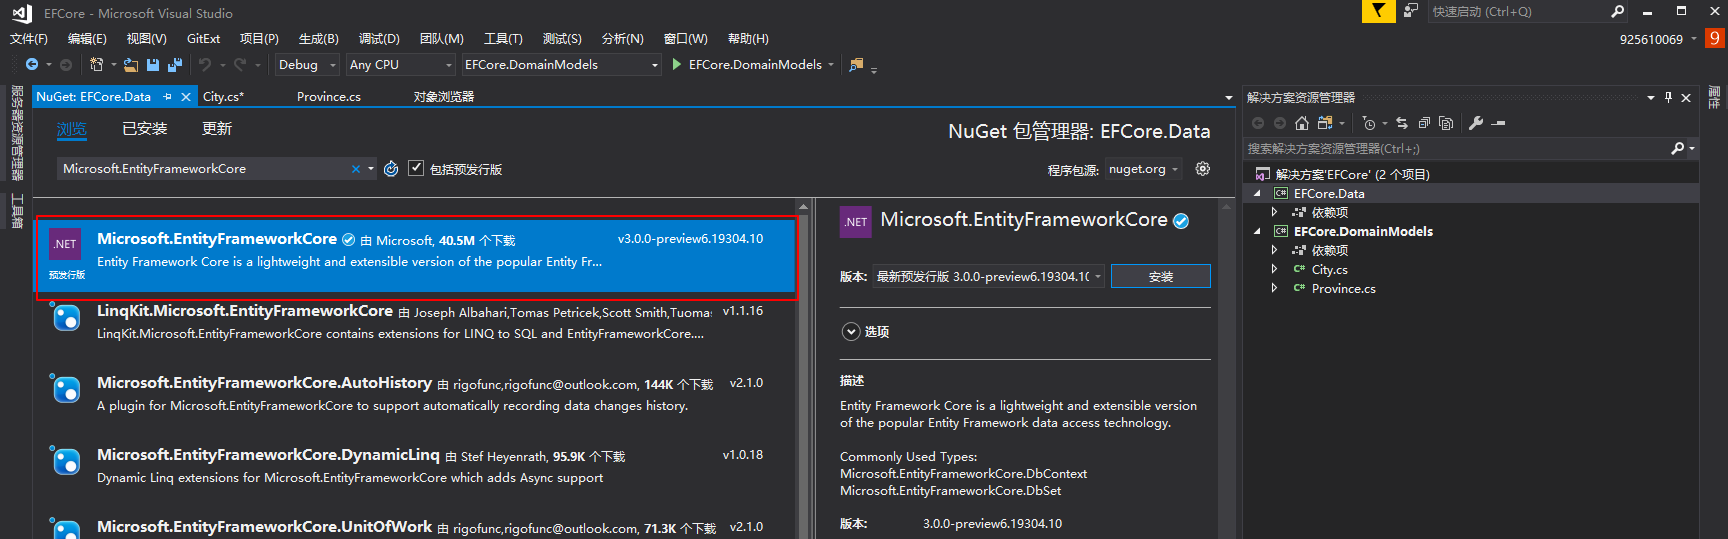 EFCore - Microsoft Visual Studio
快速启动 (Ctrl+Q)
文件(F) 编辑(E) 视图(V) GitExt 项目(P) 生成(B) 调试(D) 团队(M) 工具(T) 测试(S) 分析(N) 窗口(W) 帮助(H)
925610069 9
Debug Any CPU EFCore.DomainModels EFCore.DomainModels
服务器资源管理器
工具箱
NuGet: EFCore.Data City.cs* Province.cs 对象浏览器
浏览 已安装 更新
NuGet 包管理器: EFCore.Data
Microsoft.EntityFrameworkCore 包括预发行版
程序包源: nuget.org
.NET
预发行版
Microsoft.EntityFrameworkCore 由 Microsoft, 40.5M 个下载 v3.0.0-preview6.19304.10
Entity Framework Core is a lightweight and extensible version of the popular Entity Fr...
LinqKit.Microsoft.EntityFrameworkCore 由 Joseph Albahari,Tomas Petricek,Scott Smith,Tuomas v1.1.16
LinqKit.Microsoft.EntityFrameworkCore contains extensions for LINQ to SQL and EntityFrameworkCore....
Microsoft.EntityFrameworkCore.AutoHistory 由 rigofunc,rigofunc@outlook.com, 144K 个下载 v2.1.0
A plugin for Microsoft.EntityFrameworkCore to support automatically recording data changes history.
Microsoft.EntityFrameworkCore.DynamicLinq 由 Stef Heyenrath, 95.9K 个下载 v1.0.18
Dynamic Linq extensions for Microsoft.EntityFrameworkCore which adds Async support
Microsoft.EntityFrameworkCore.UnitOfWork 由 rigofunc,rigofunc@outlook.com, 71.3K 个下载 v2.1.0
.NET Microsoft.EntityFrameworkCore
版本: 最新预发行版 3.0.0-preview6.19304.10 安装
选项
描述
Entity Framework Core is a lightweight and extensible version
of the popular Entity Framework data access technology.
Commonly Used Types:
Microsoft.EntityFrameworkCore.DbContext
Microsoft.EntityFrameworkCore.DbSet
版本: 3.0.0-preview6.19304.10
解决方案资源管理器
搜索解决方案资源管理器(Ctrl+;)
解决方案'EFCore' (2 个项目)
C# EFCore.Data
依赖项
C# EFCore.DomainModels
依赖项
C# City.cs
C# Province.cs
属性